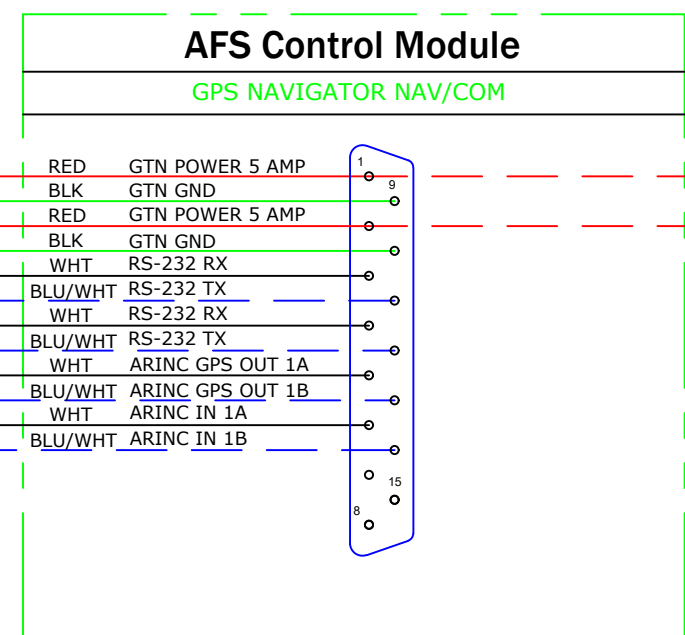 AFS Control Module
GPS NAVIGATOR NAV/COM
1
RED GTN POWER 5 AMP
9
BLK GTN GND
RED GTN POWER 5 AMP
BLK GTN GND
WHT RS-232 RX
BLU/WHT RS-232 TX
WHT RS-232 RX
BLU/WHT RS-232 TX
WHT ARINC GPS OUT 1A
BLU/WHT ARINC GPS OUT 1B
WHT ARINC IN 1A
BLU/WHT ARINC IN 1B
15
8